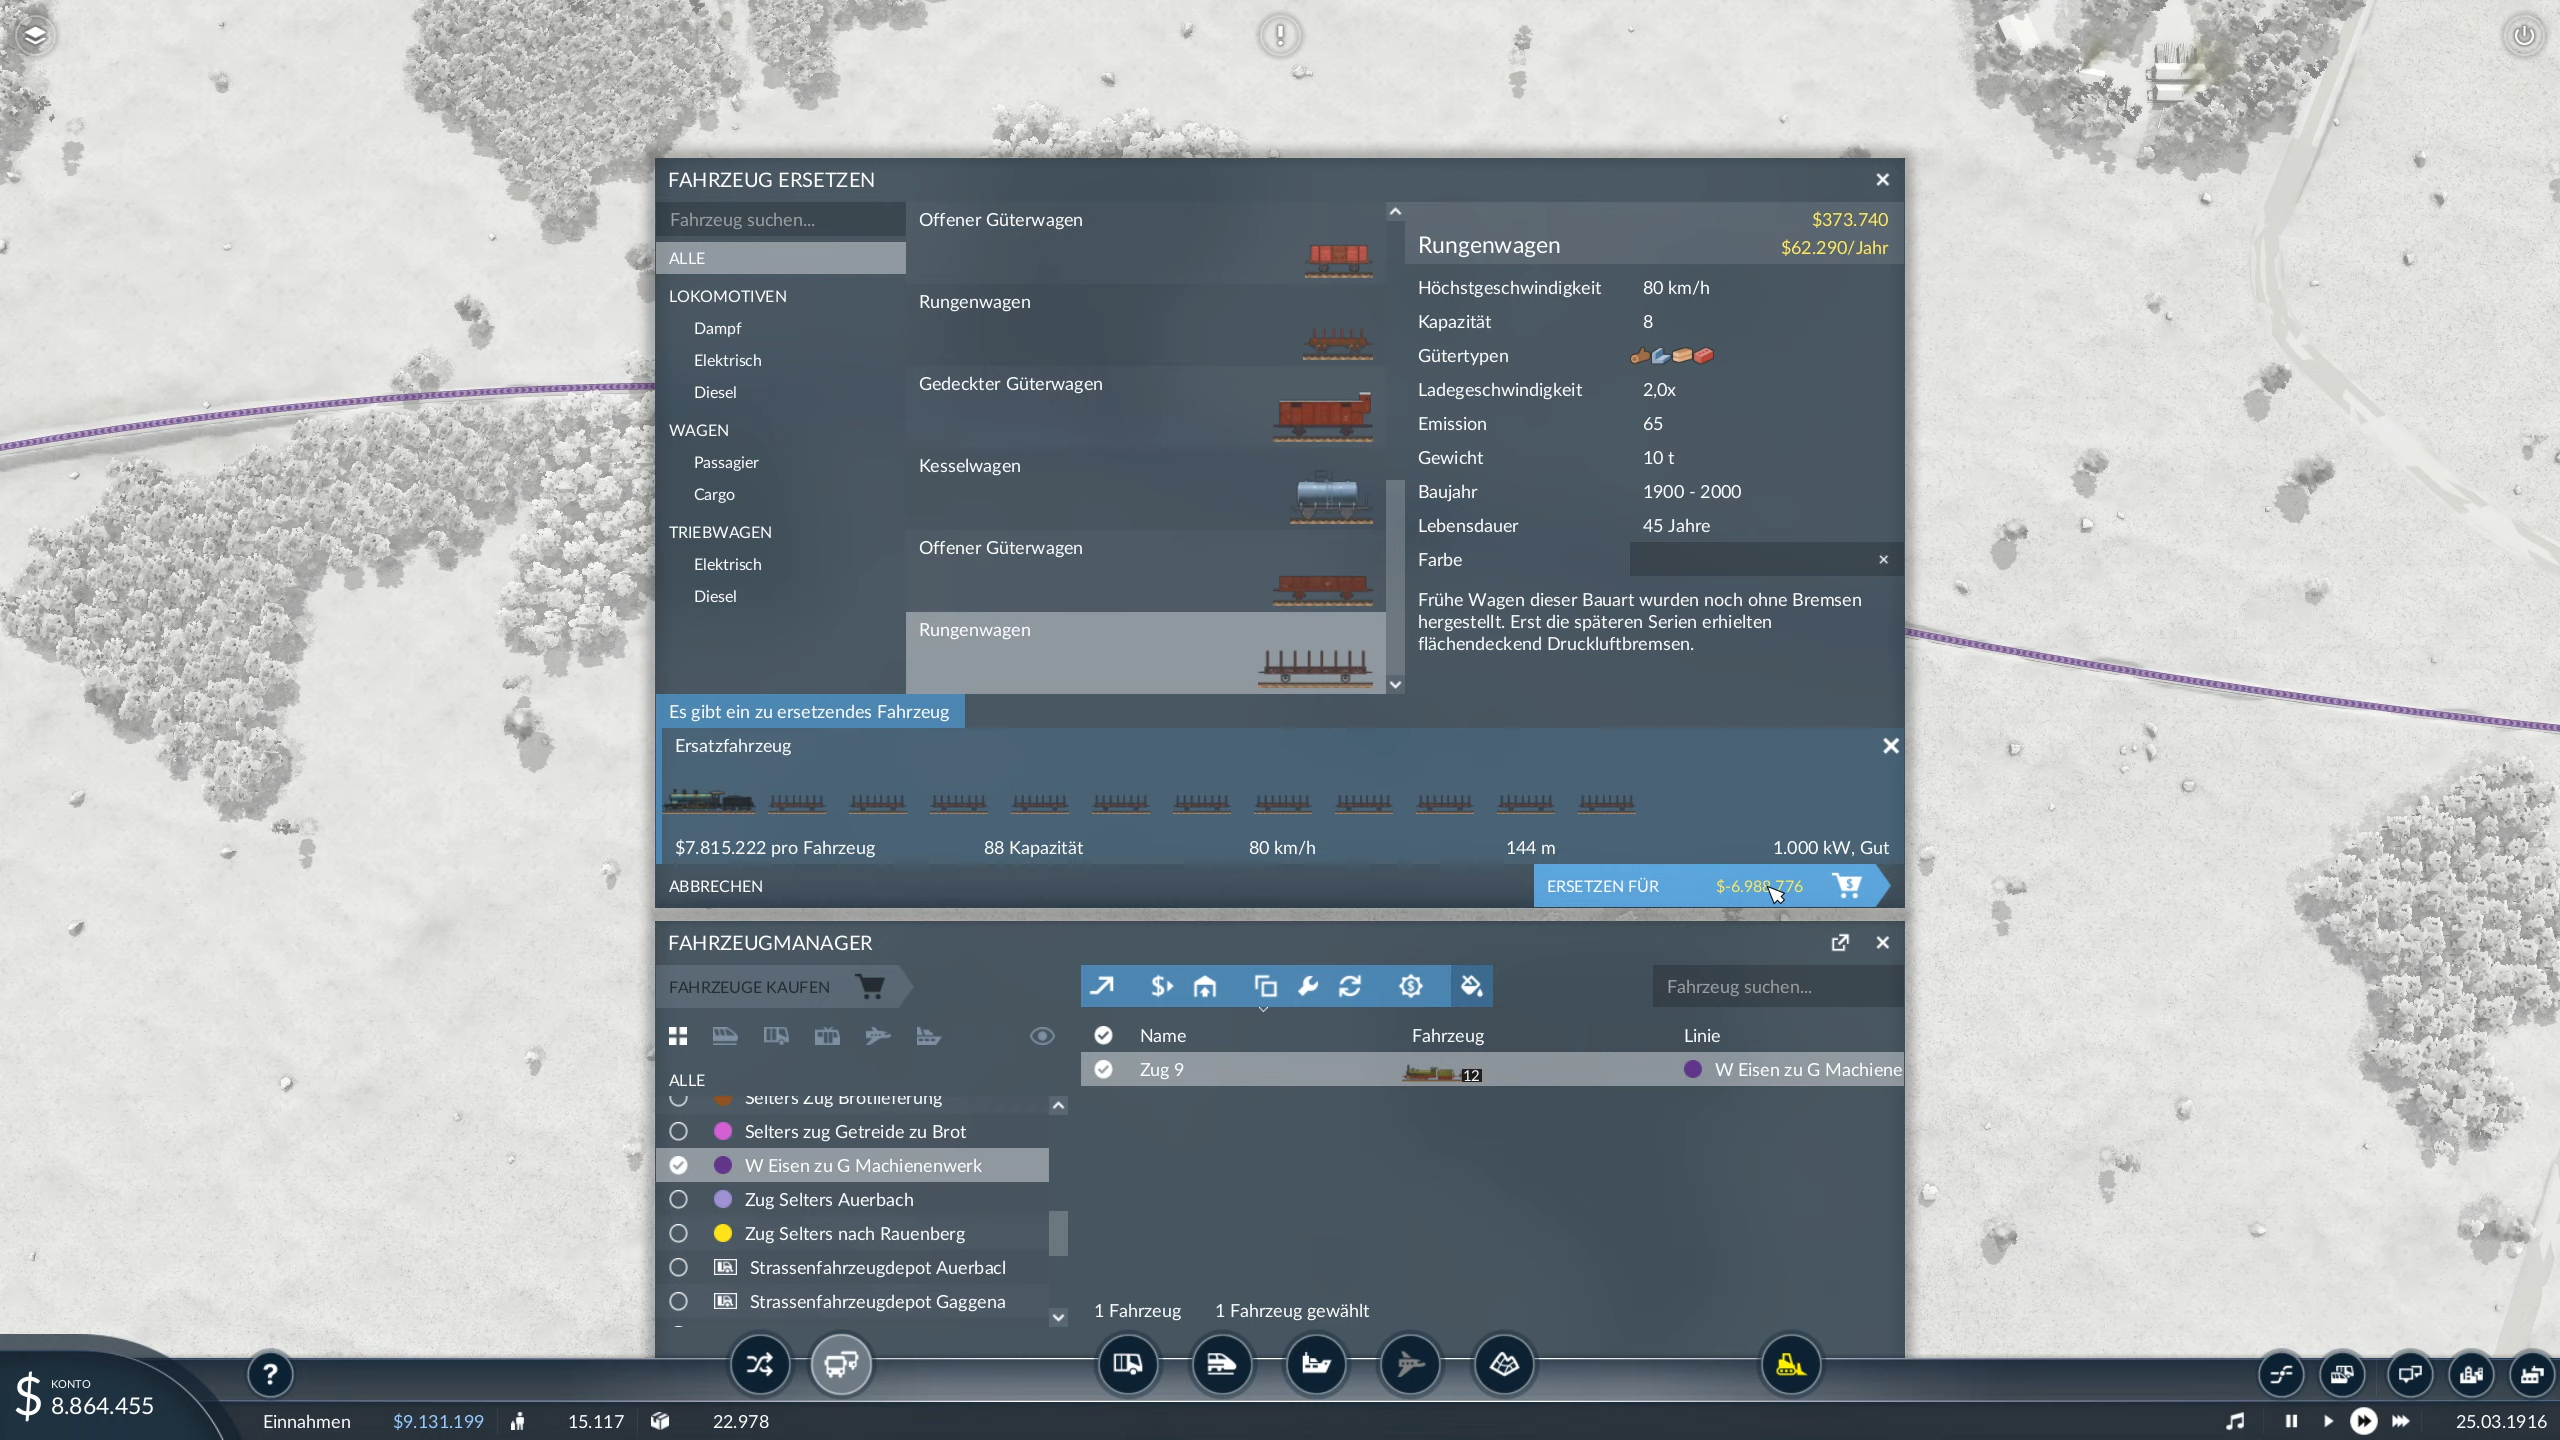 FAHRZEUG ERSETZEN
Fahrzeug suchen...
ALLE
LOKOMOTIVEN
Dampf
Elektrisch
Diesel
WAGEN
Passagier
Cargo
TRIEBWAGEN
Elektrisch
Diesel
Offener Güterwagen
Rungenwagen
Gedeckter Güterwagen
Kesselwagen
Offener Güterwagen
Rungenwagen
$373.740
Rungenwagen $62.290/Jahr
Höchstgeschwindigkeit 80 km/h
Kapazität 8
Gütertypen
Ladegeschwindigkeit 2,0x
Emission 65
Gewicht 10 t
Baujahr 1900 - 2000
Lebensdauer 45 Jahre
Farbe
Frühe Wagen dieser Bauart wurden noch ohne Bremsen
hergestellt. Erst die späteren Serien erhielten
flächendeckend Druckluftbremsen.
Es gibt ein zu ersetzendes Fahrzeug
Ersatzfahrzeug
$7.815.222 pro Fahrzeug 88 Kapazität 80 km/h 144 m 1.000 kW, Gut
ABBRECHEN
ERSETZEN FÜR
FAHRZEUGMANAGER
FAHRZEUGE KAUFEN
Fahrzeug suchen...
ALLE
Selters Zug Brotlieferung
Selters zug Getreide zu Brot
W Eisen zu G Machienenwerk
Zug Selters Auerbach
Zug Selters nach Rauenberg
Strassenfahrzeugdepot Auerbacl
Strassenfahrzeugdepot Gaggena
Name Fahrzeug Linie
Zug 9 12 W Eisen zu G Machiene
1 Fahrzeug 1 Fahrzeug gewählt
KONTO
$ 8.864.455
?
Einnahmen $9.131.199 15.117 22.978
25.03.1916